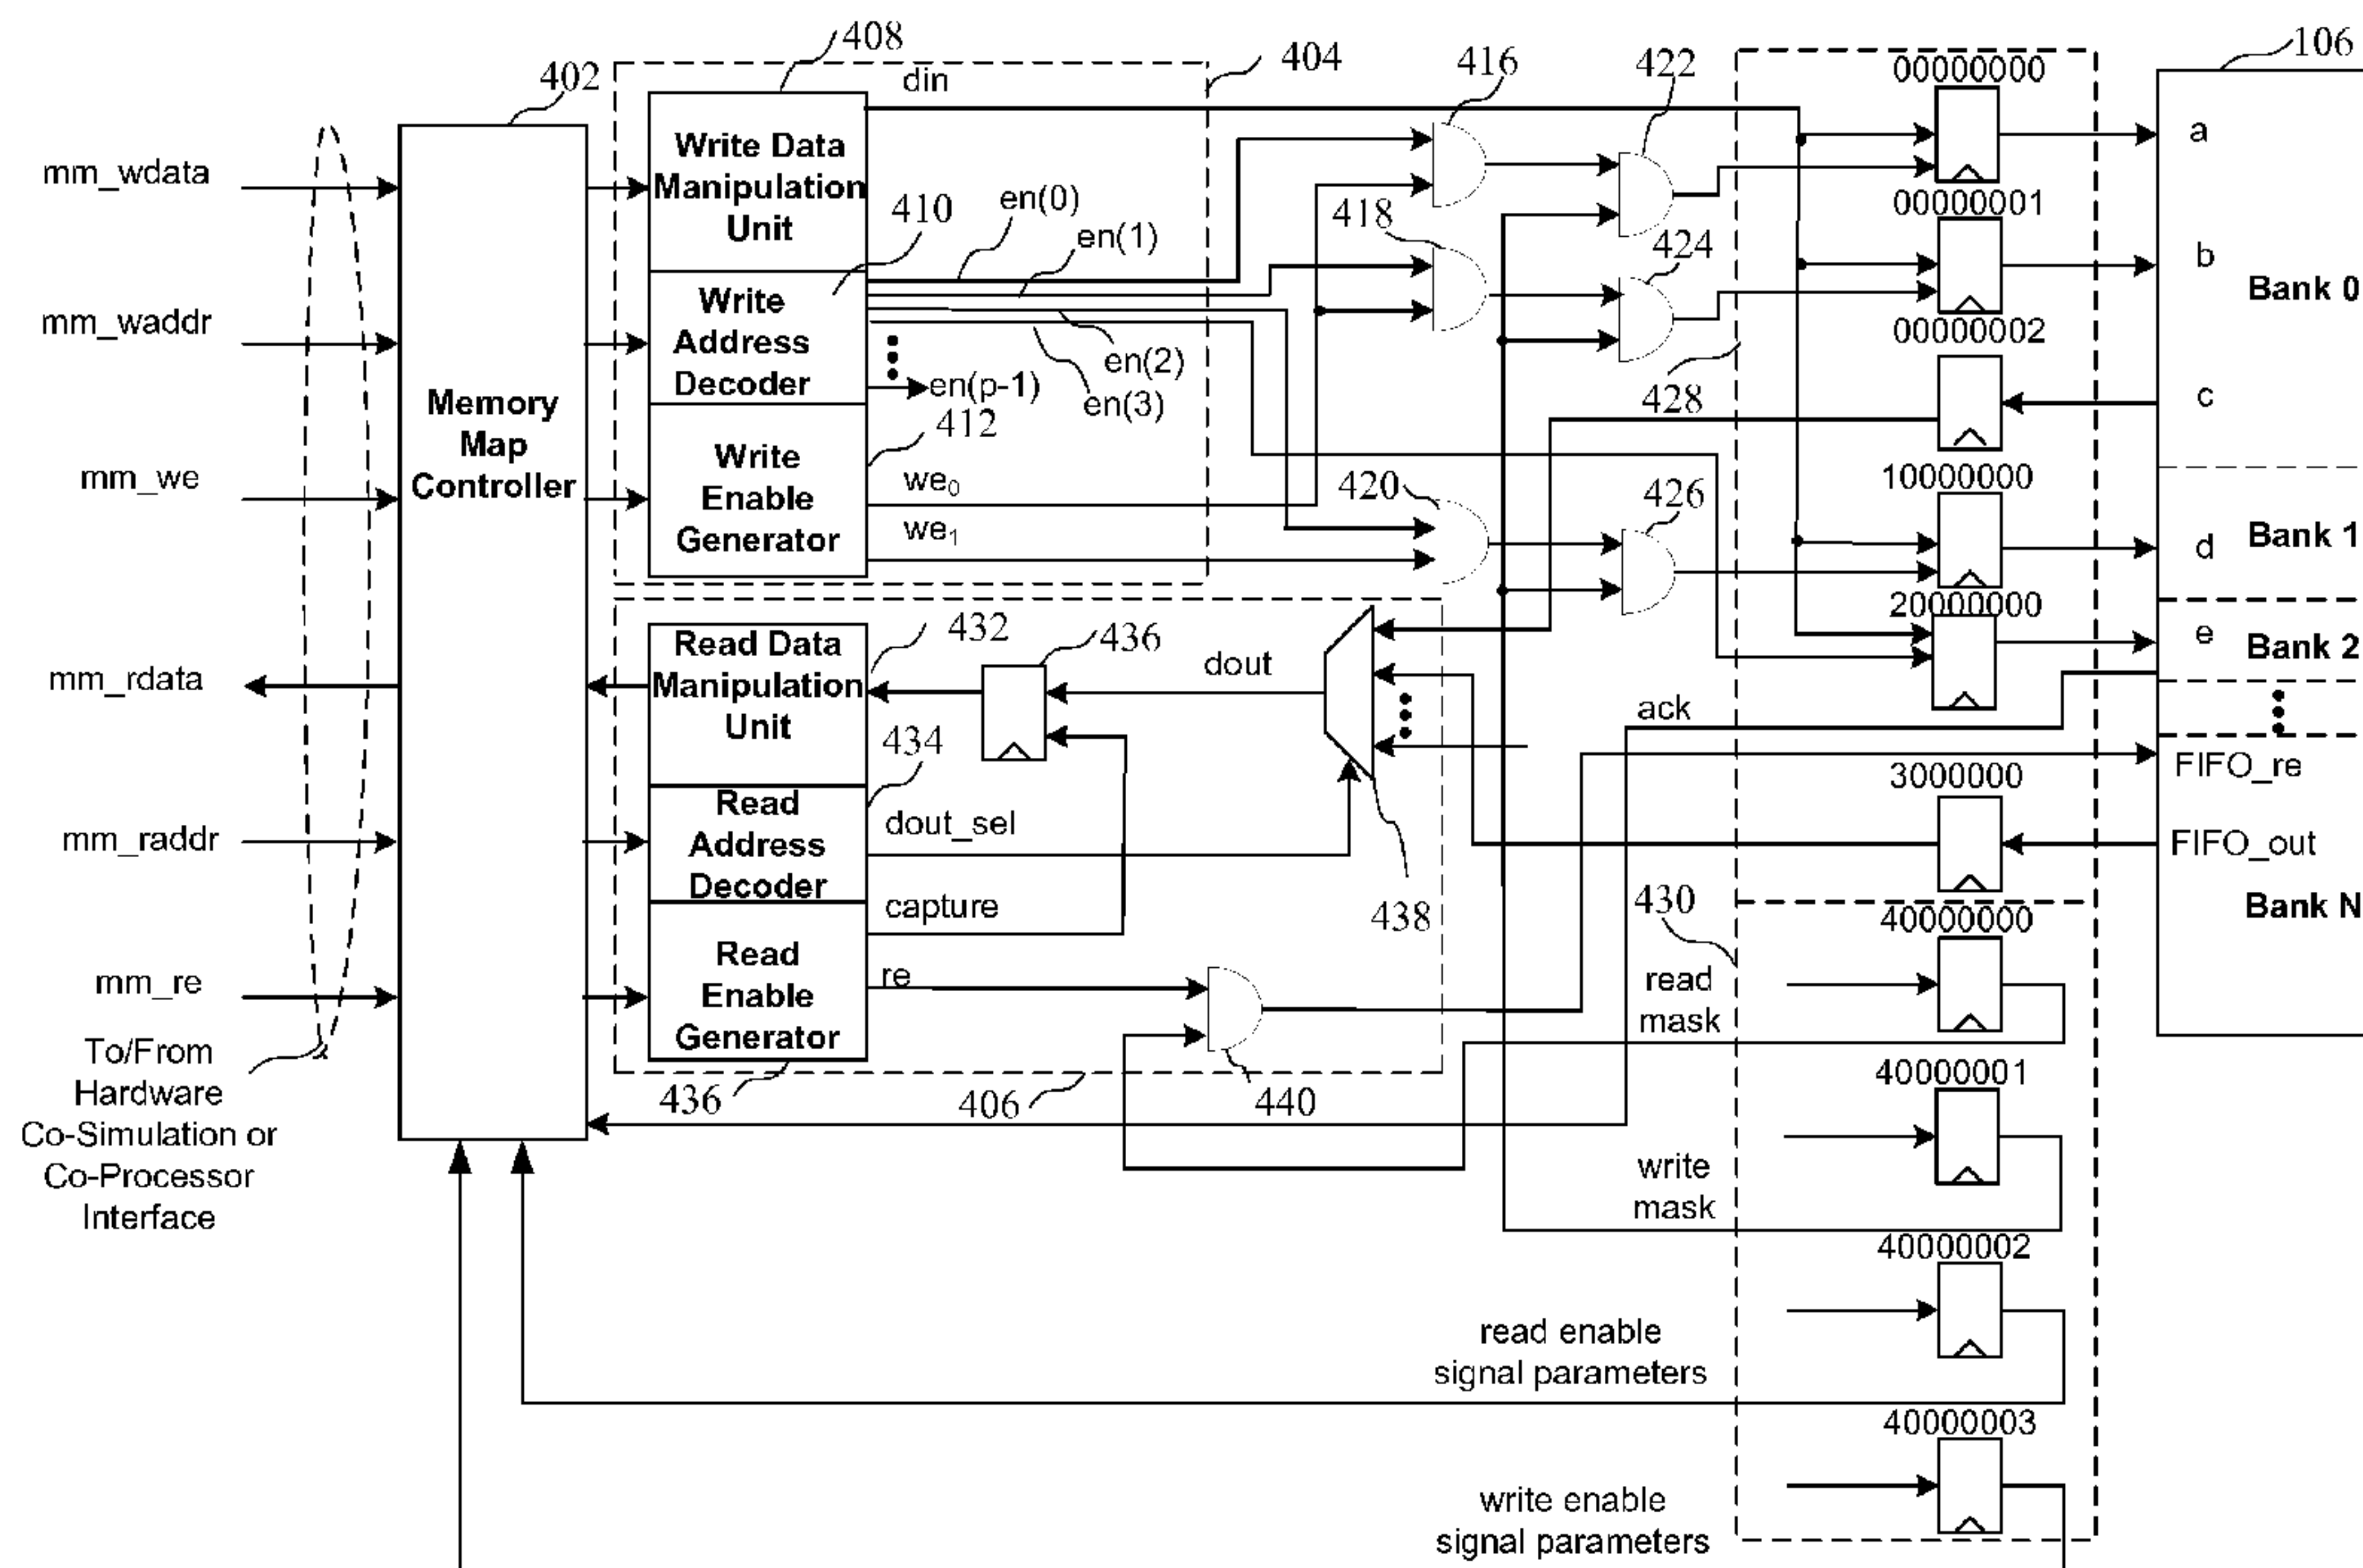 408
106
404
416
422
402
din
00000000
a
Write Data
Manipulation
Unit
mm_wdata
410
en(0)
en(1)
418
424
00000001
b
Bank 0
Write
Address
Decoder
mm_waddr
en(2)
en(p-1)
en(3)
00000002
c
428
Memory
Map
Controller
412
Write
Enable
Generator
mm_we
we₀
we₁
420
426
10000000
d
Bank 1
20000000
e
Bank 2
Read Data
Manipulation
Unit
432
436
dout
mm_rdata
ack
434
FIFO_re
3000000
Read
Address
Decoder
dout_sel
mm_raddr
FIFO_out
capture
438
430
40000000
Bank N
Read
Enable
Generator
re
mm_re
read
mask
To/From
Hardware
Co-Simulation or
Co-Processor
Interface
436
406
440
40000001
write
mask
40000002
read enable
signal parameters
40000003
write enable
signal parameters